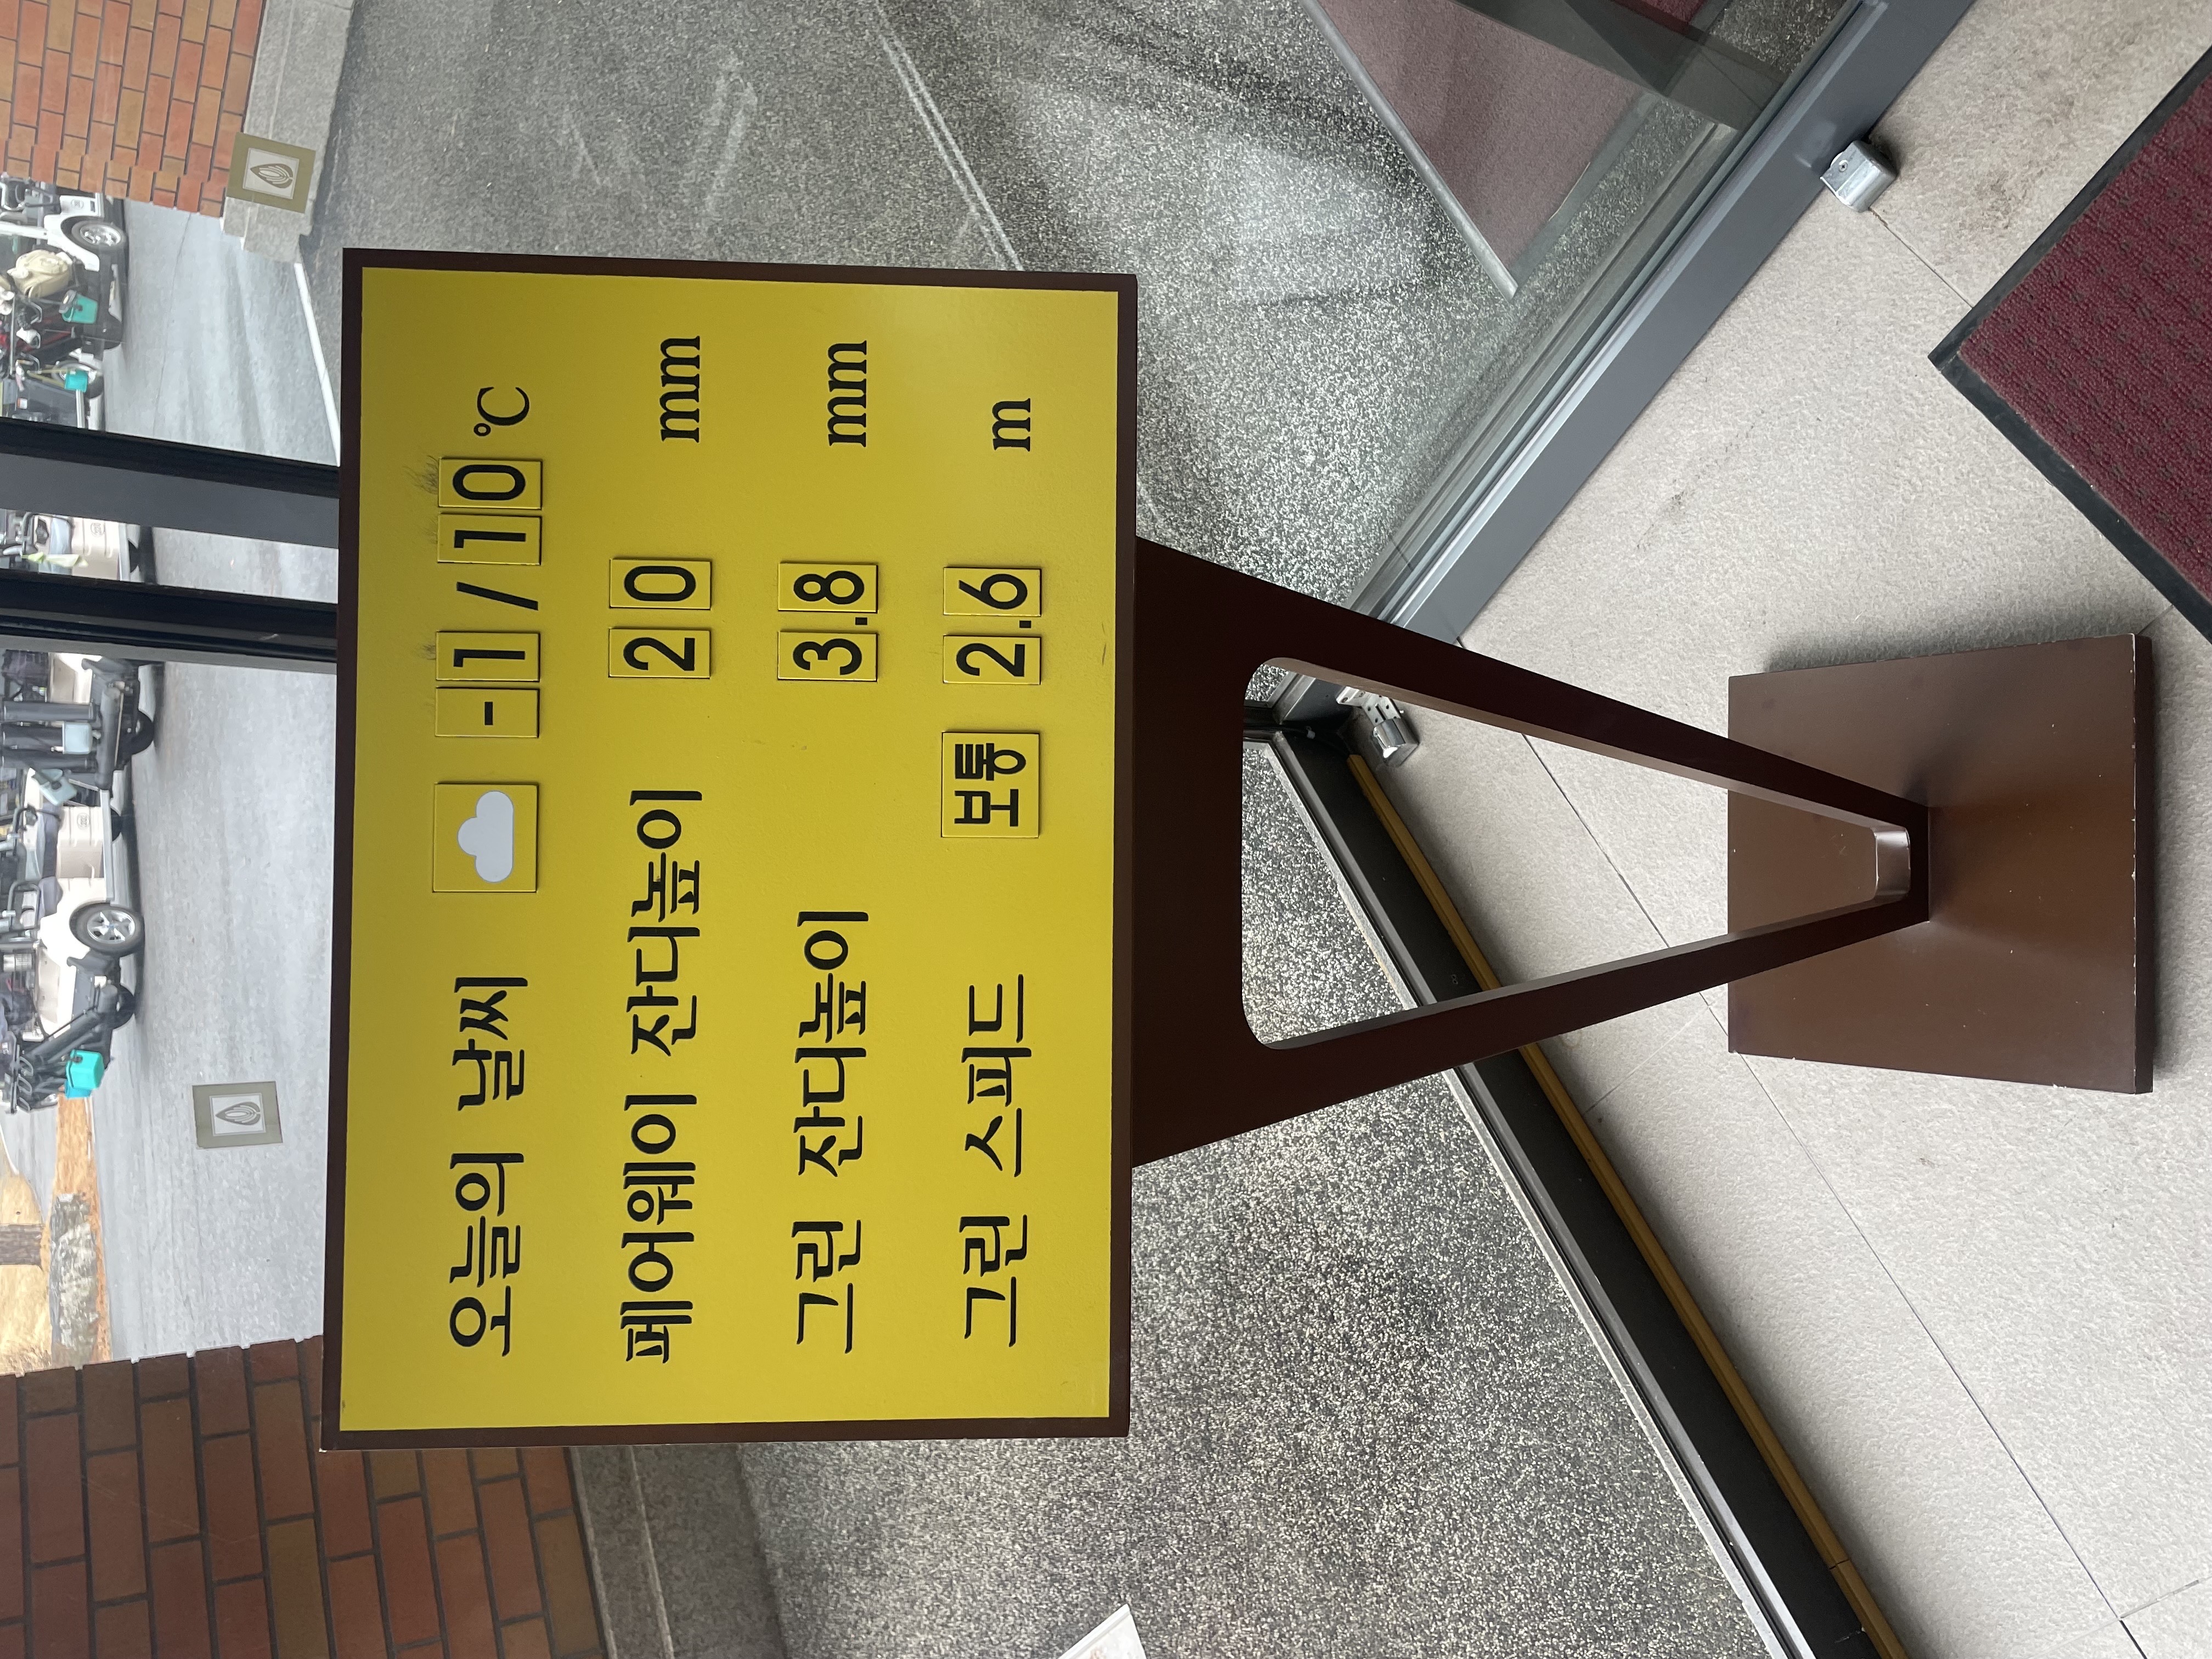 오늘의 날씨 -1 / 10 ℃
페어웨이 잔디높이 20 mm
그린 잔디높이 3.8 mm
그린 스피드 보통 2.6 m